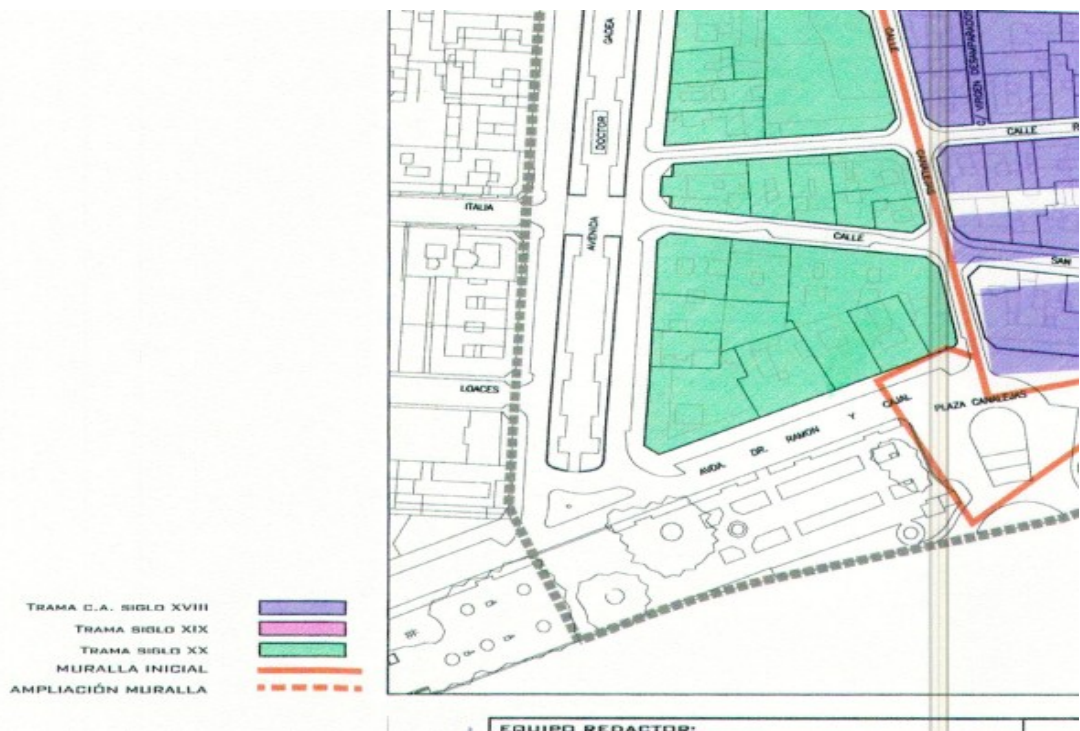 GADEA
DOCTOR
AVENIDA
ITALIA
LOACES
CALLE
CANALEJAS
C/ VIRGEN DESAMPARADOS
CALLE
CALLE
SAN
PLAZA CANALEJAS
AVDA. DR. RAMON Y CAJAL
TRAMA C.A. SIGLO XVIII
TRAMA SIGLO XIX
TRAMA SIGLO XX
MURALLA INICIAL
AMPLIACIÓN MURALLA
EQUIPO REDACTOR: